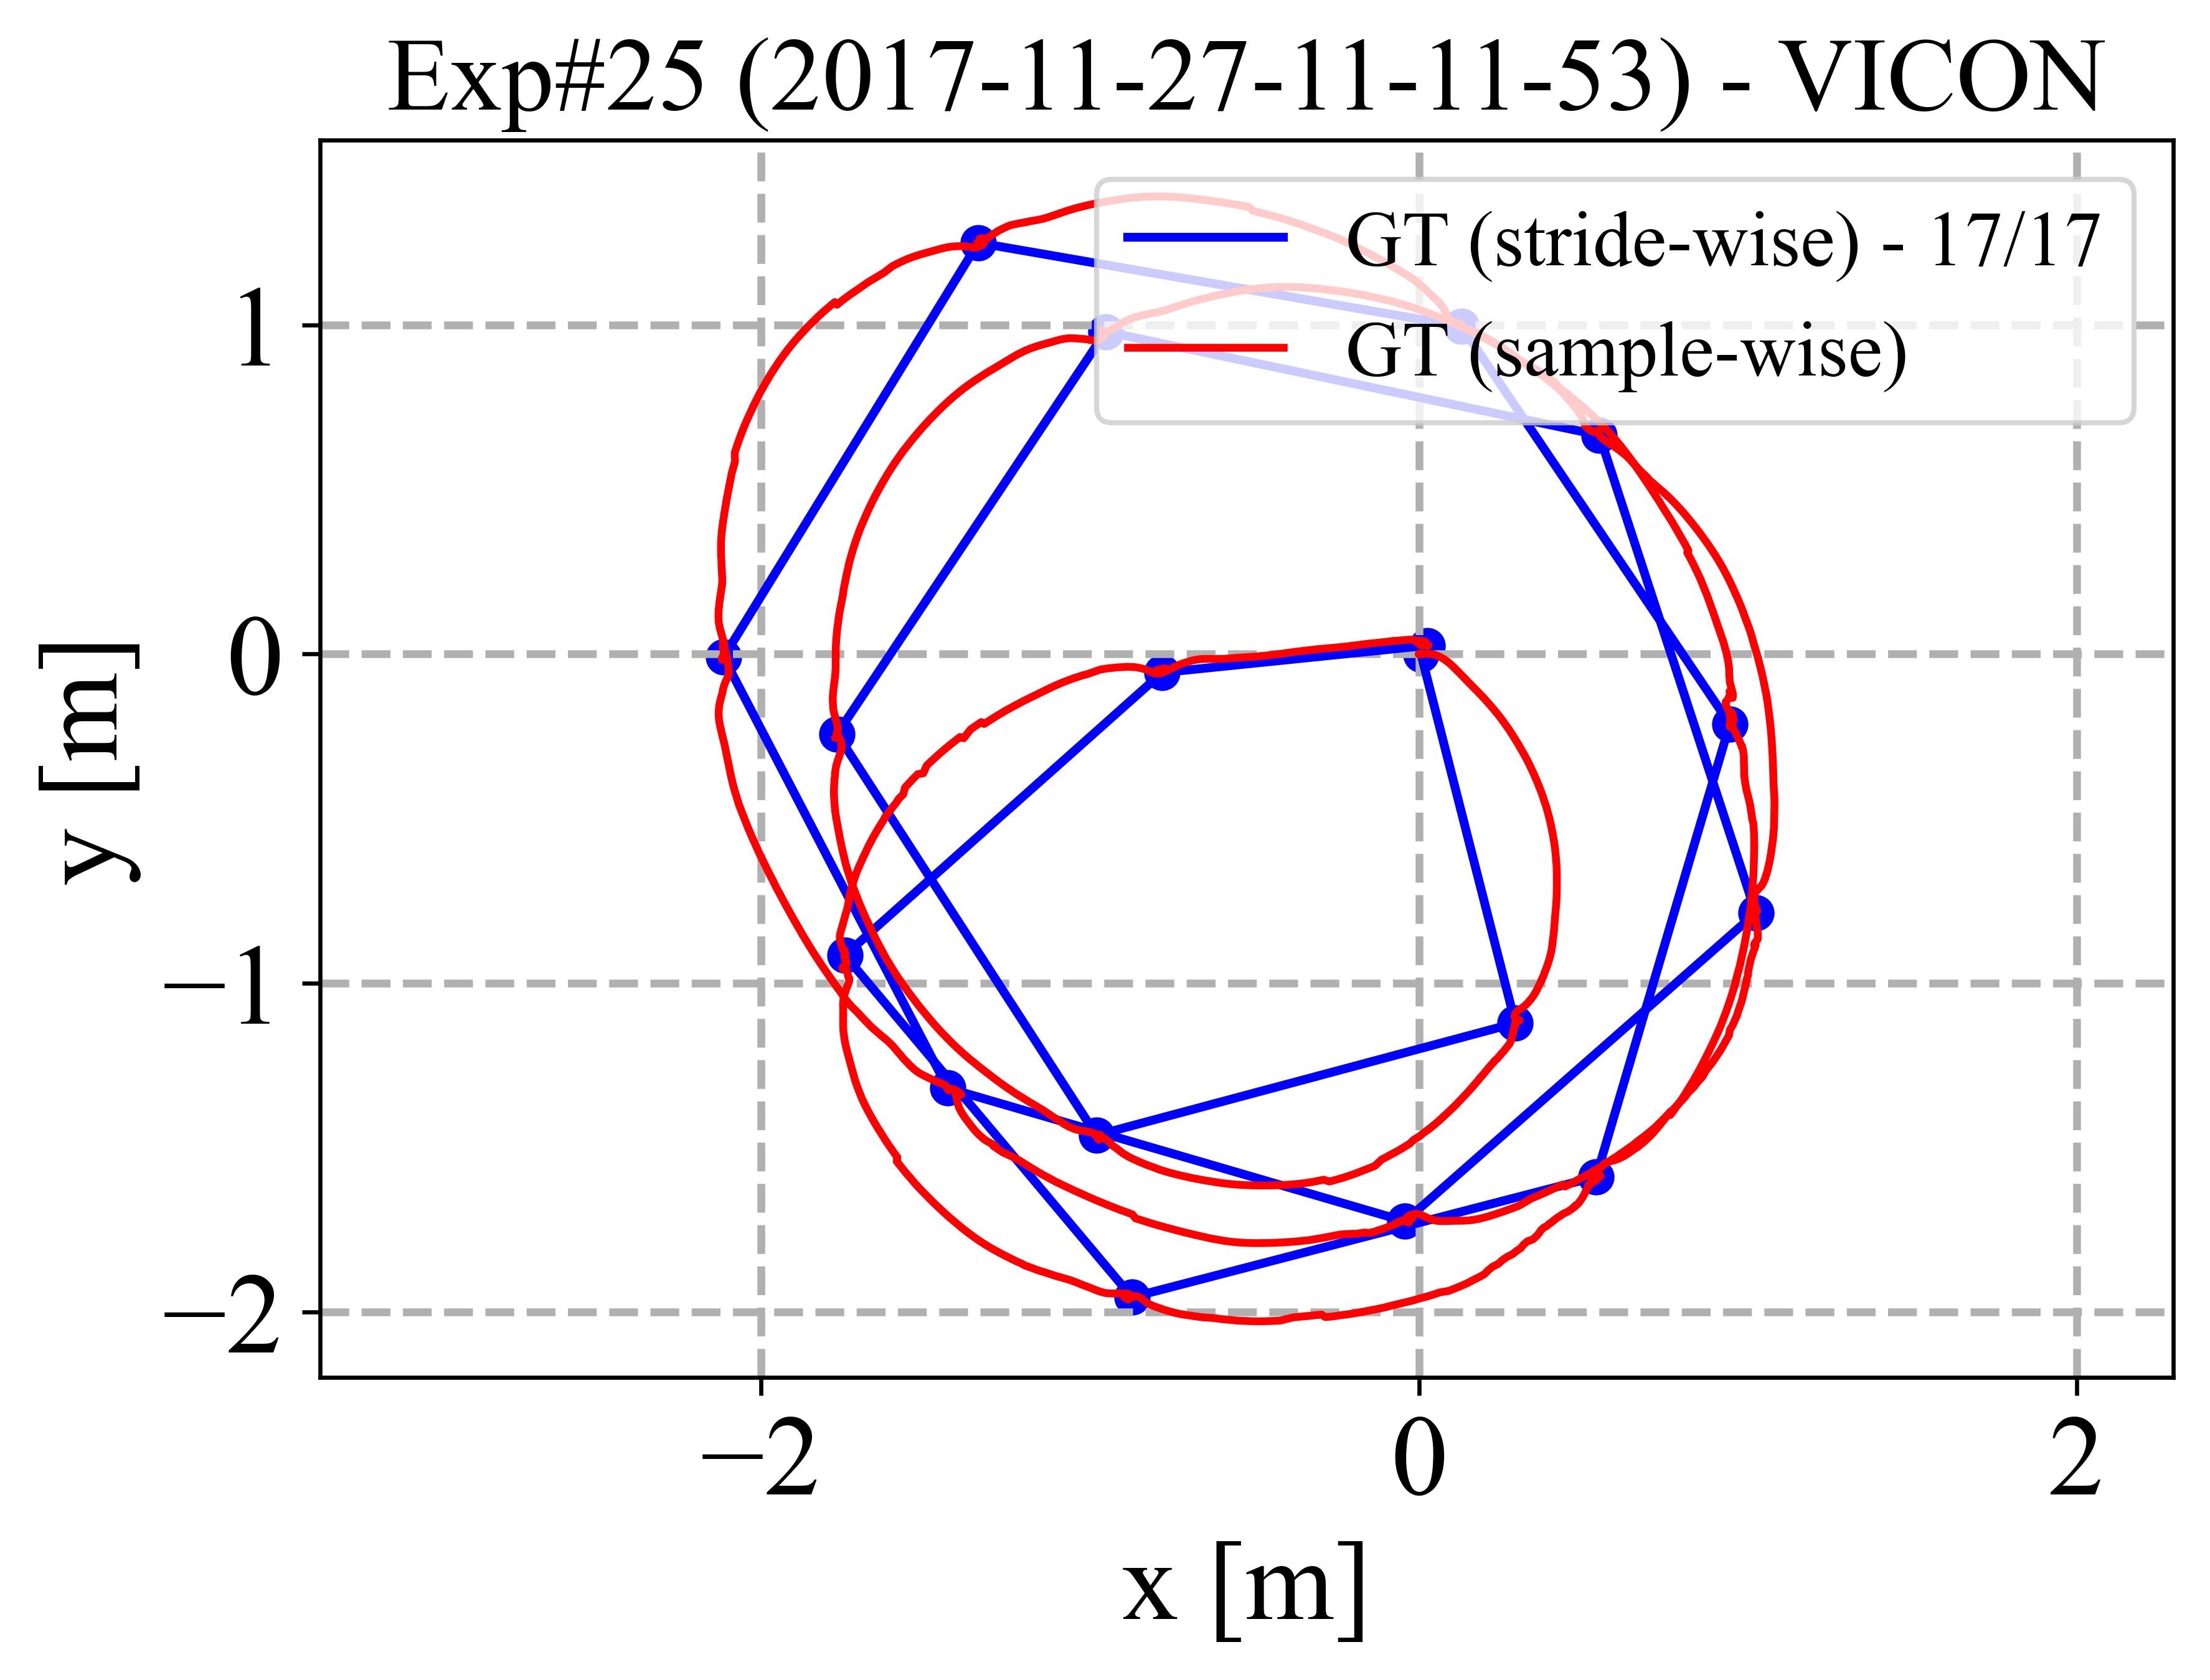 Exp#25 (2017-11-27-11-11-53) - VICON
GT (stride-wise) - 17/17
GT (sample-wise)
1
0
−1
−2
y [m]
−2 0 2
x [m]